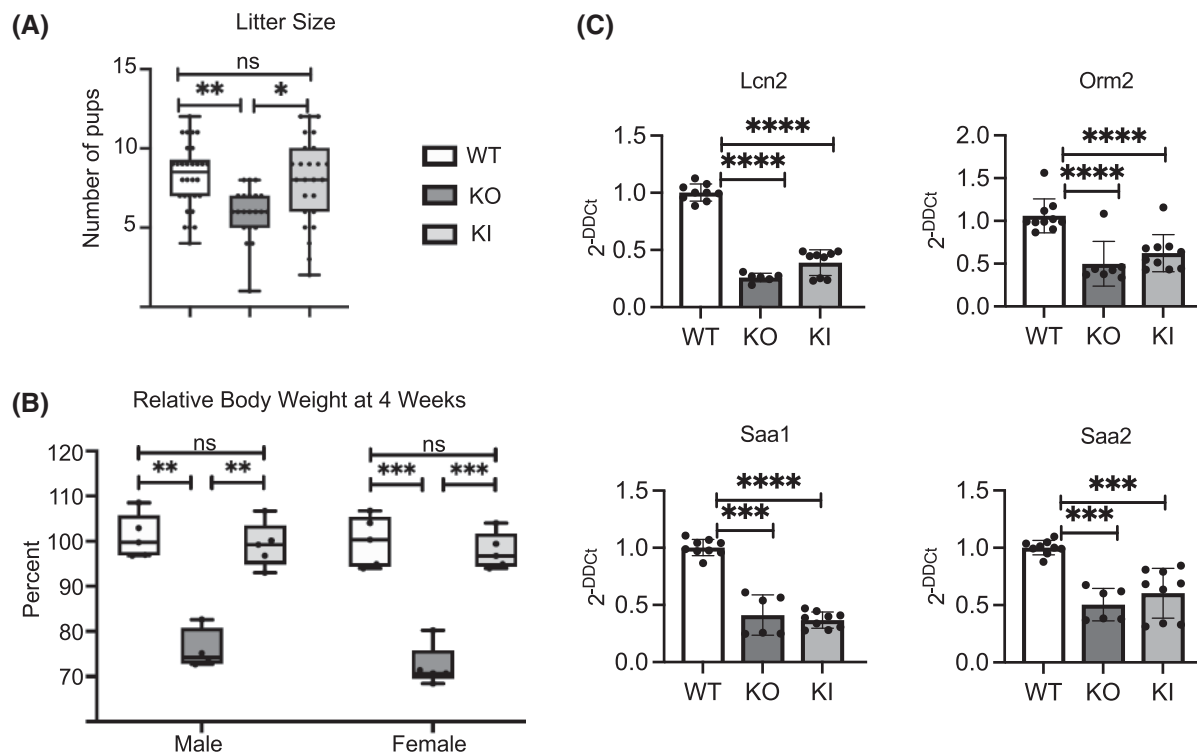 (A)
Litter Size
Number of pups
15
10
5
ns
**
*
WT
KO
KI
(B)
Relative Body Weight at 4 Weeks
Percent
120
110
100
90
80
70
ns
**
**
ns
***
***
Male
Female
(C)
Lcn2
2-DDCt
1.5
1.0
0.5
0.0
****
****
WT
KO
KI
Orm2
2-DDCt
2.0
1.5
1.0
0.5
0.0
****
****
WT
KO
KI
Saa1
2-DDCt
1.5
1.0
0.5
0.0
****
***
WT
KO
KI
Saa2
2-DDCt
1.5
1.0
0.5
0.0
***
***
WT
KO
KI